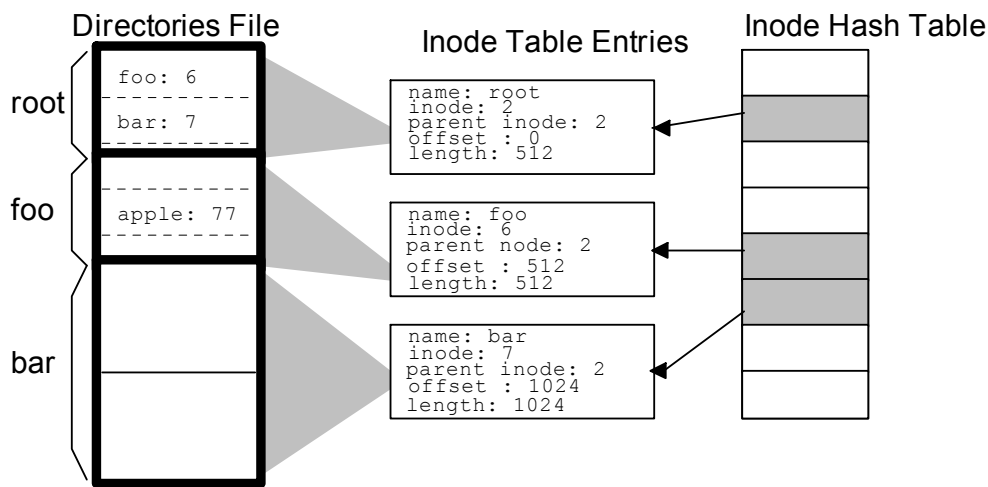 Directories File
Inode Table Entries
Inode Hash Table
root
foo: 6
bar: 7
foo
apple: 77
bar
name: root
inode: 2
parent inode: 2
offset : 0
length: 512
name: foo
inode: 6
parent node: 2
offset : 512
length: 512
name: bar
inode: 7
parent inode: 2
offset : 1024
length: 1024